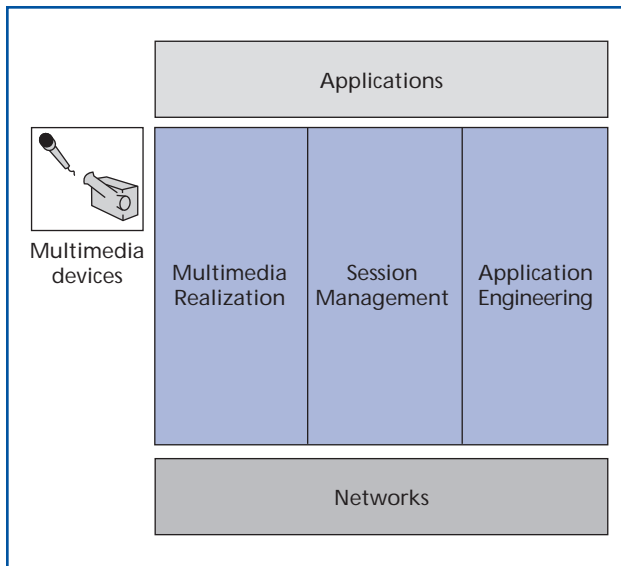 Applications
Multimedia
devices
Multimedia
Realization
Session
Management
Application
Engineering
Networks